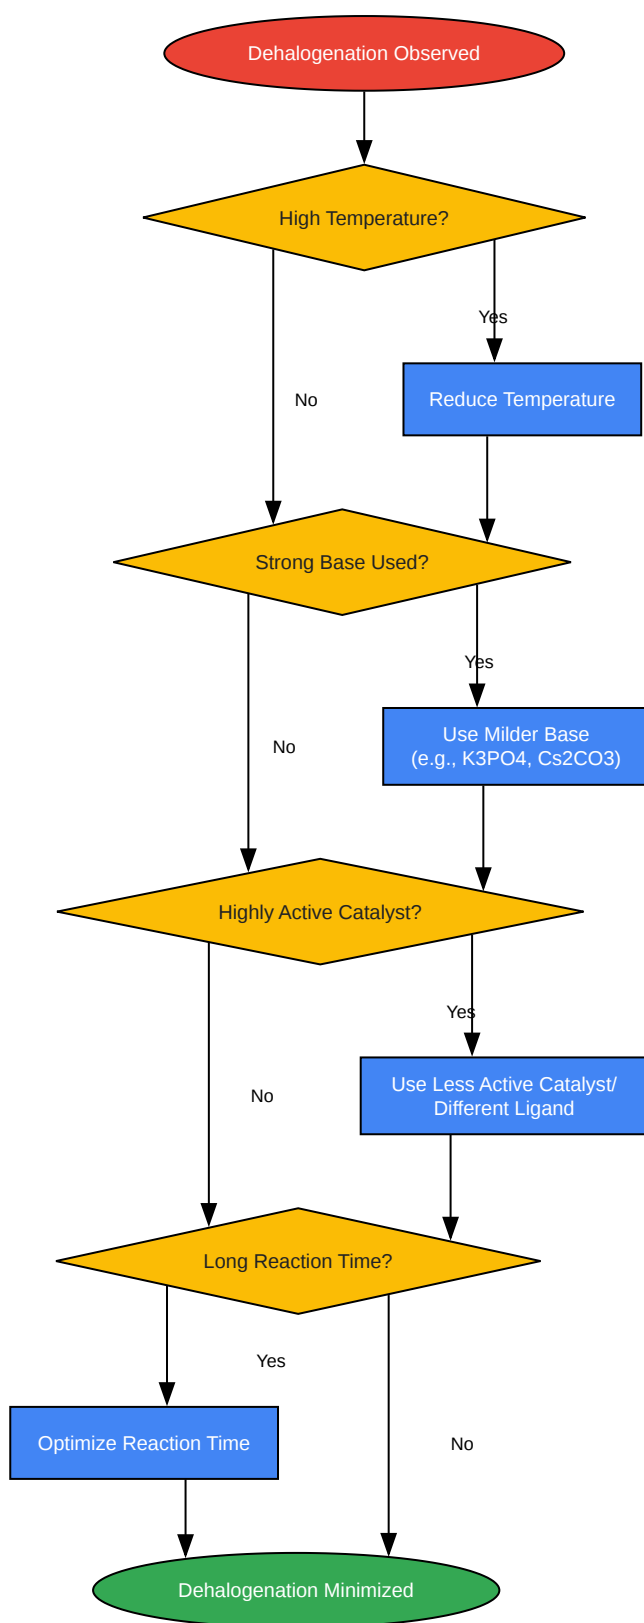 Dehalogenation Observed
High Temperature?
Yes
Reduce Temperature
No
Strong Base Used?
Yes
Use Milder Base
(e.g., K3PO4, Cs2CO3)
No
Highly Active Catalyst?
Yes
Use Less Active Catalyst/
Different Ligand
No
Long Reaction Time?
Yes
Optimize Reaction Time
No
Dehalogenation Minimized